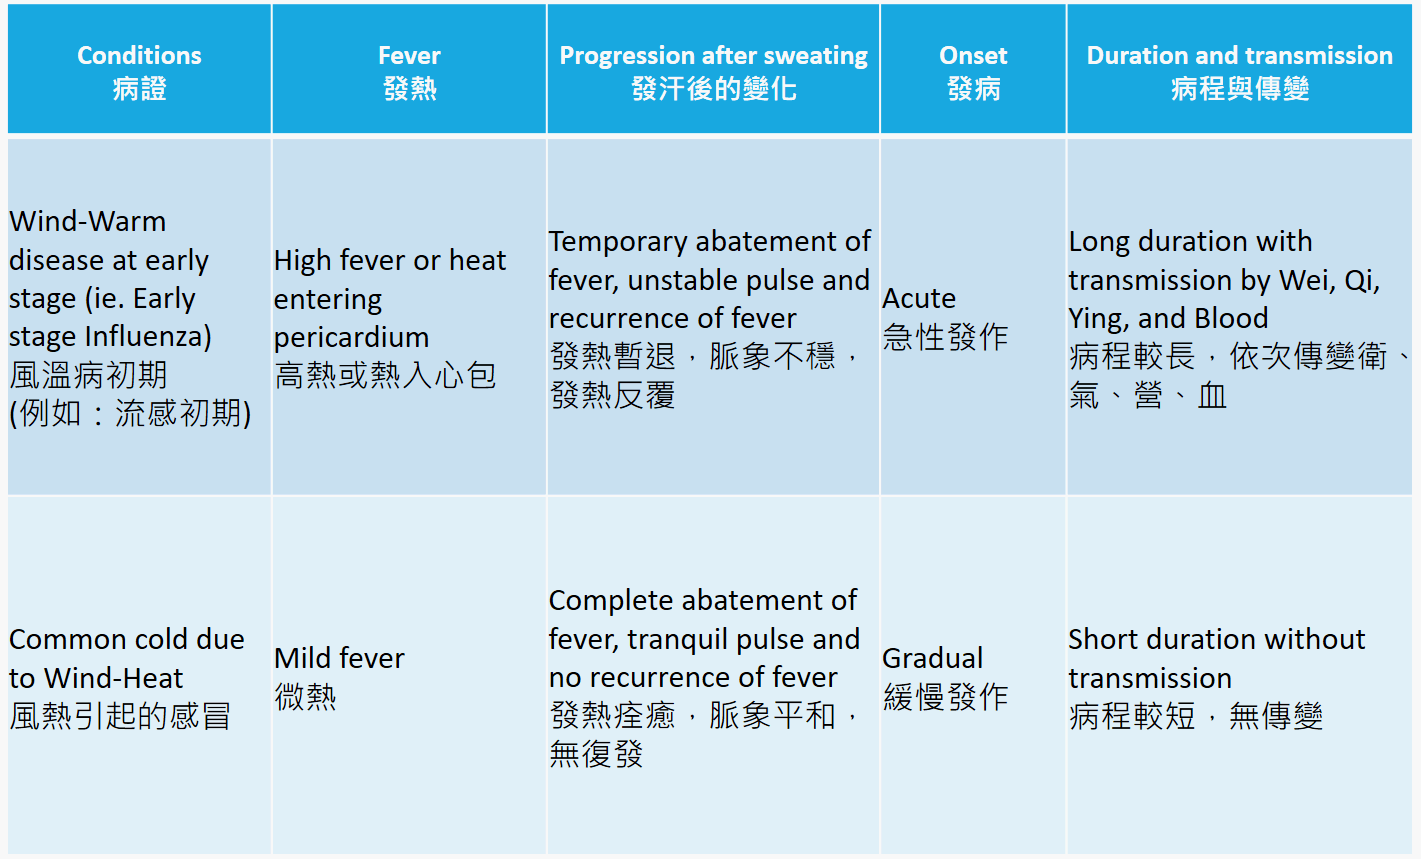 Conditions
病證
Fever
發熱
Progression after sweating
發汗後的變化
Onset
發病
Duration and transmission
病程與傳變
Wind-Warm
disease at early
stage (ie. Early
stage Influenza)
風溫病初期
(例如：流感初期)
High fever or heat
entering
pericardium
高熱或熱入心包
Temporary abatement of
fever, unstable pulse and
recurrence of fever
發熱暫退，脈象不穩，
發熱反覆
Acute
急性發作
Long duration with
transmission by Wei, Qi,
Ying, and Blood
病程較長，依次傳變衛、
氣、營、血
Common cold due
to Wind-Heat
風熱引起的感冒
Mild fever
微熱
Complete abatement of
fever, tranquil pulse and
no recurrence of fever
發熱痊癒，脈象平和，
無復發
Gradual
緩慢發作
Short duration without
transmission
病程較短，無傳變